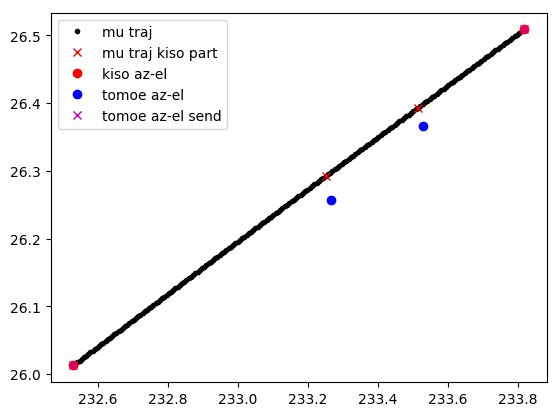 mu traj
mu traj kiso part
kiso az-el
tomoe az-el
tomoe az-el send
26.5
26.4
26.3
26.2
26.1
26.0
232.6 232.8 233.0 233.2 233.4 233.6 233.8